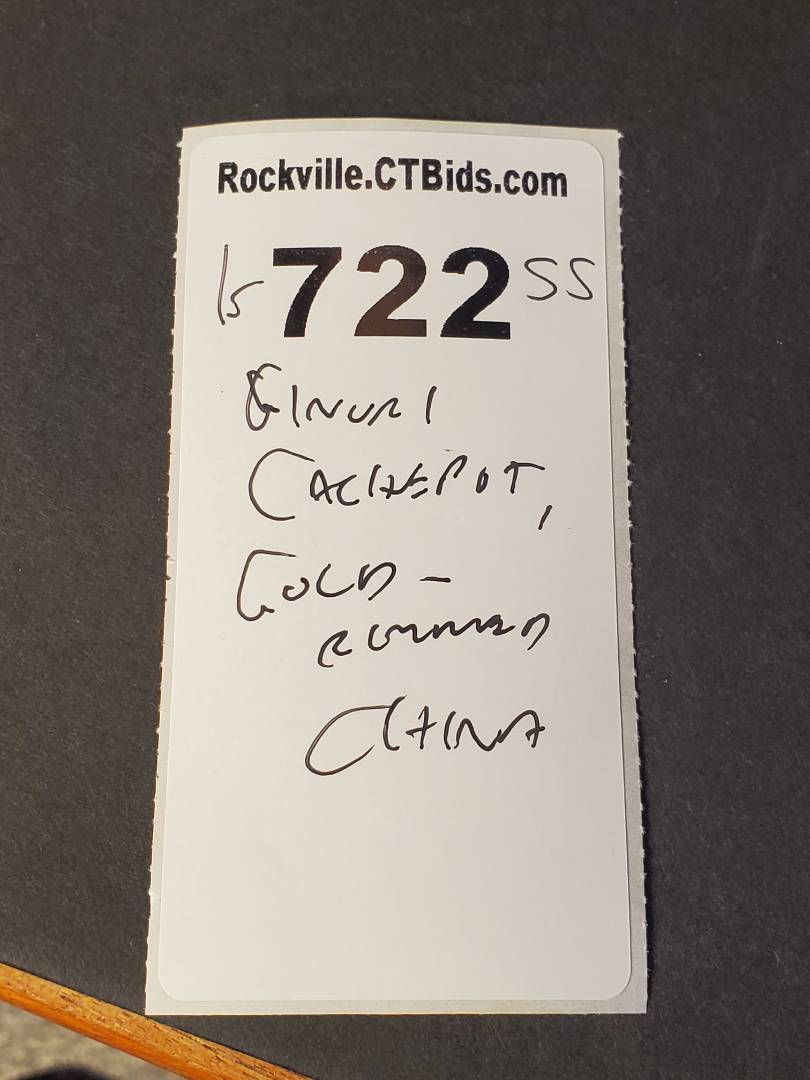 Rockville.CTBids.com
15 722 SS
GINORI
CACHEPOT,
GOLD-
RIMMED
CHINA